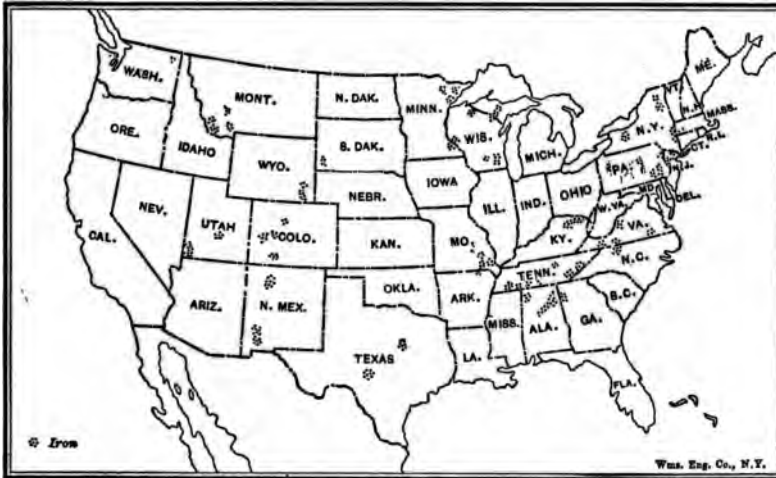 WASH.
MONT.
N. DAK.
MINN.
ME.
VT.
N.H.
MASS.
ORE.
IDAHO
WYO.
S. DAK.
WIS.
MICH.
N.Y.
R.I.
CT.
NEV.
UTAH
COLO.
NEBR.
IOWA
ILL.
IND.
OHIO
PA.
N.J.
MD.
DEL.
CAL.
KAN.
MO.
KY.
W. VA.
VA.
ARIZ.
N. MEX.
OKLA.
ARK.
TENN.
N.C.
S.C.
TEXAS
LA.
MISS.
ALA.
GA.
FLA.
Iron
Wms. Eng. Co., N.Y.